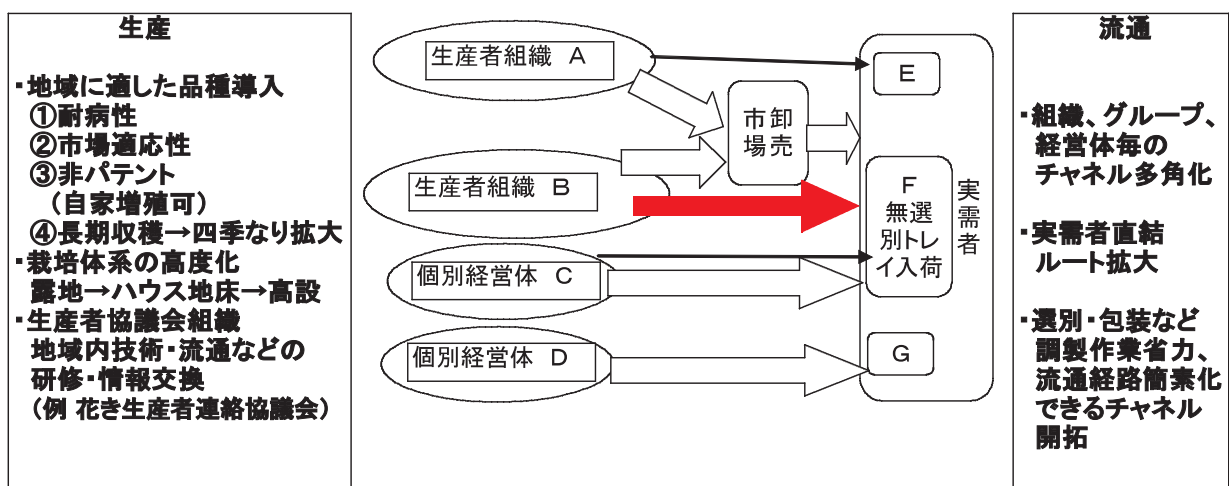 生産
・地域に適した品種導入
①耐病性
②市場適応性
③非パテント
（自家増殖可）
④長期収穫→四季なり拡大
・栽培体系の高度化
露地→ハウス地床→高設
・生産者協議会組織
地域内技術・流通などの
研修・情報交換
（例 花き生産者連絡協議会）
生産者組織 A
生産者組織 B
個別経営体 C
個別経営体 D
卸売
市場
E
F
無選
別トレ
イ入荷
G
実需者
流通
・組織、グループ、
経営体毎の
チャネル多角化
・実需者直結
ルート拡大
・選別・包装など
調製作業省力、
流通経路簡素化
できるチャネル
開拓